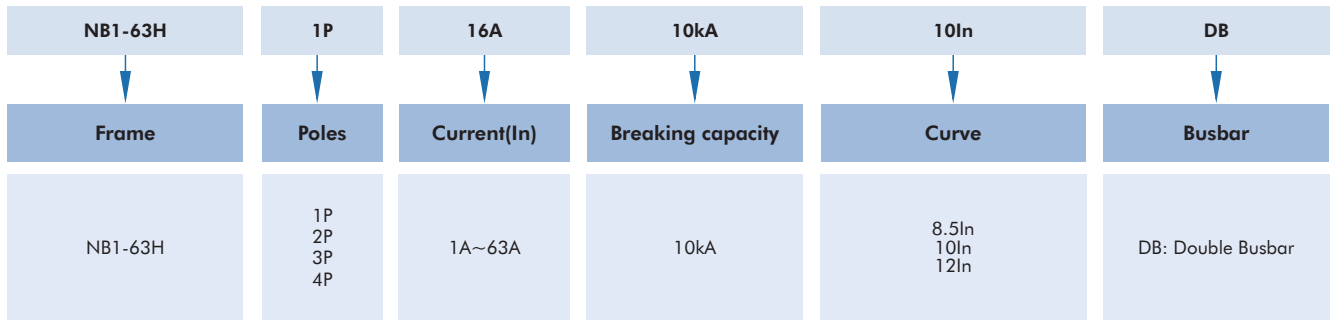 NB1-63H 1P 16A 10kA 10In DB
Frame Poles Current(In) Breaking capacity Curve Busbar
NB1-63H
1P
2P
3P
4P
1A~63A
10kA
8.5In
10In
12In
DB: Double Busbar